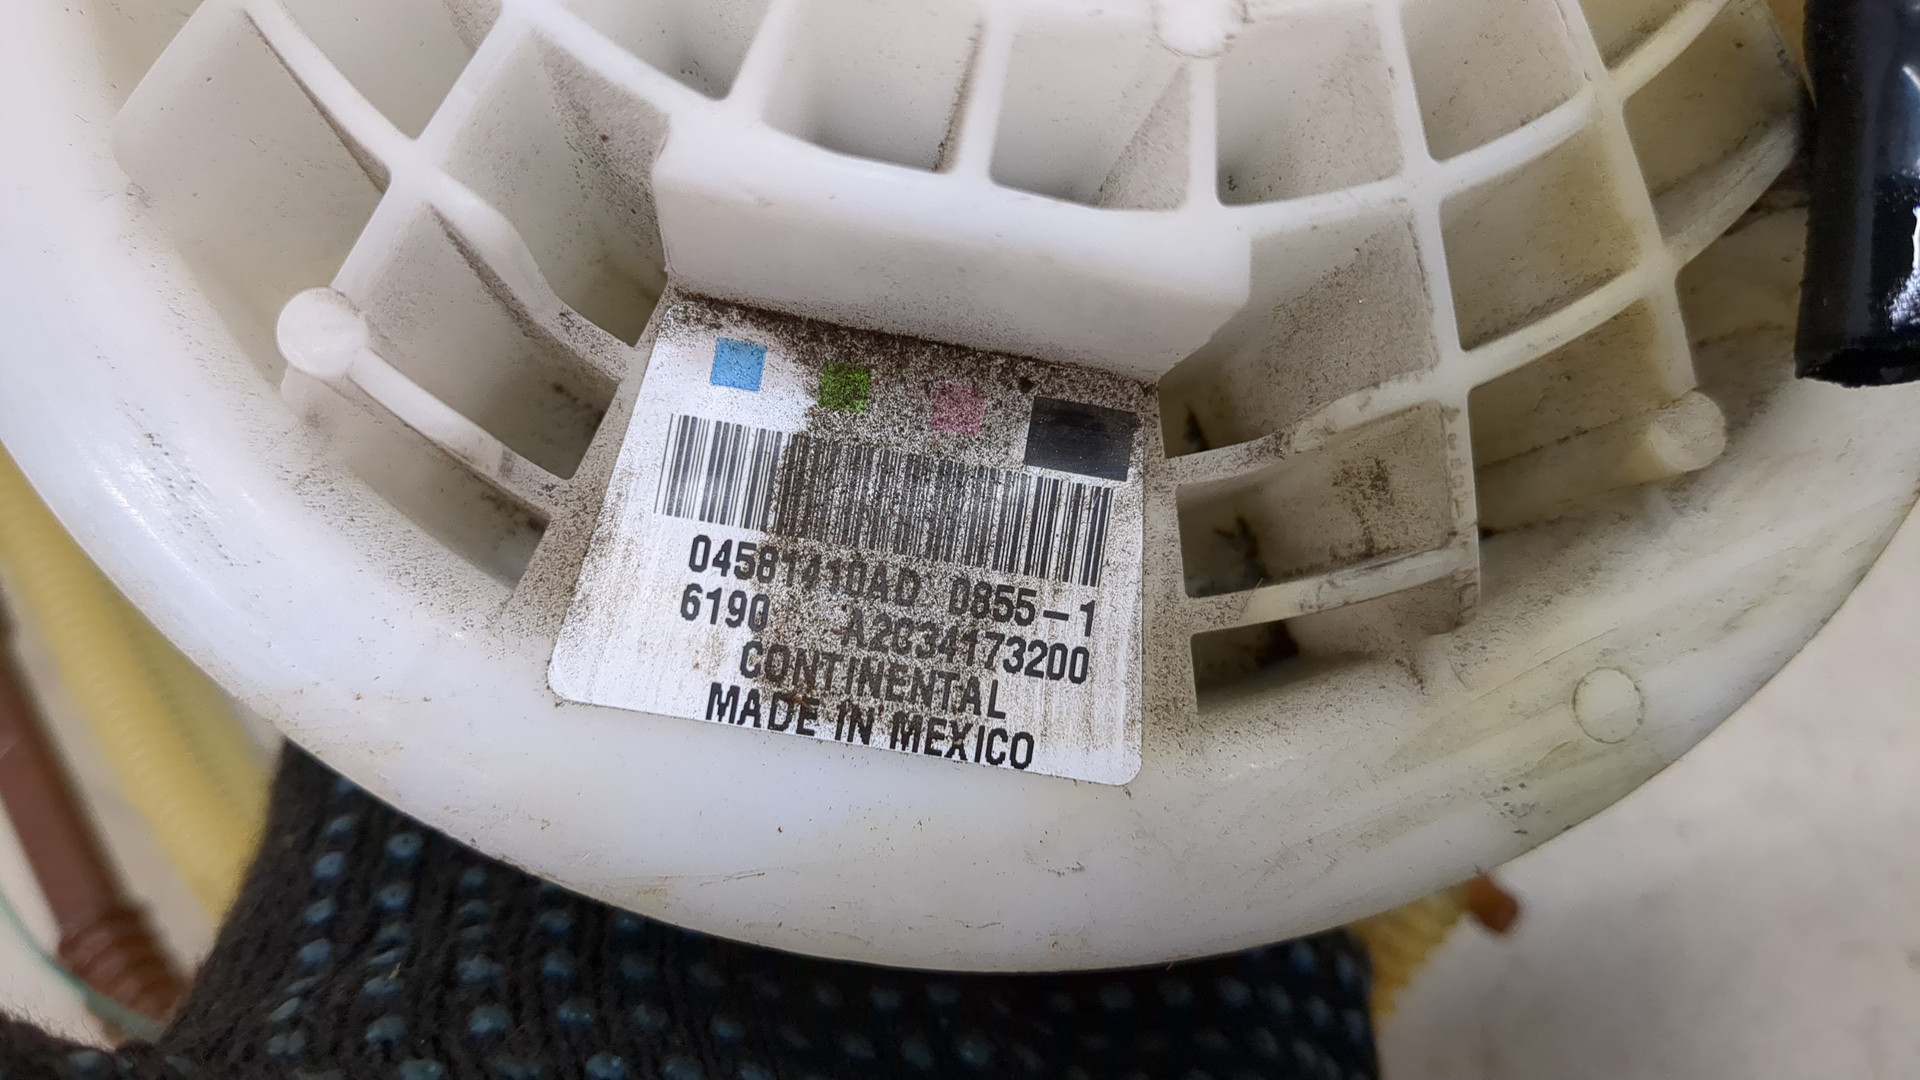 04581410AD 0855-1
6190 A2C34173200
CONTINENTAL
MADE IN MEXICO